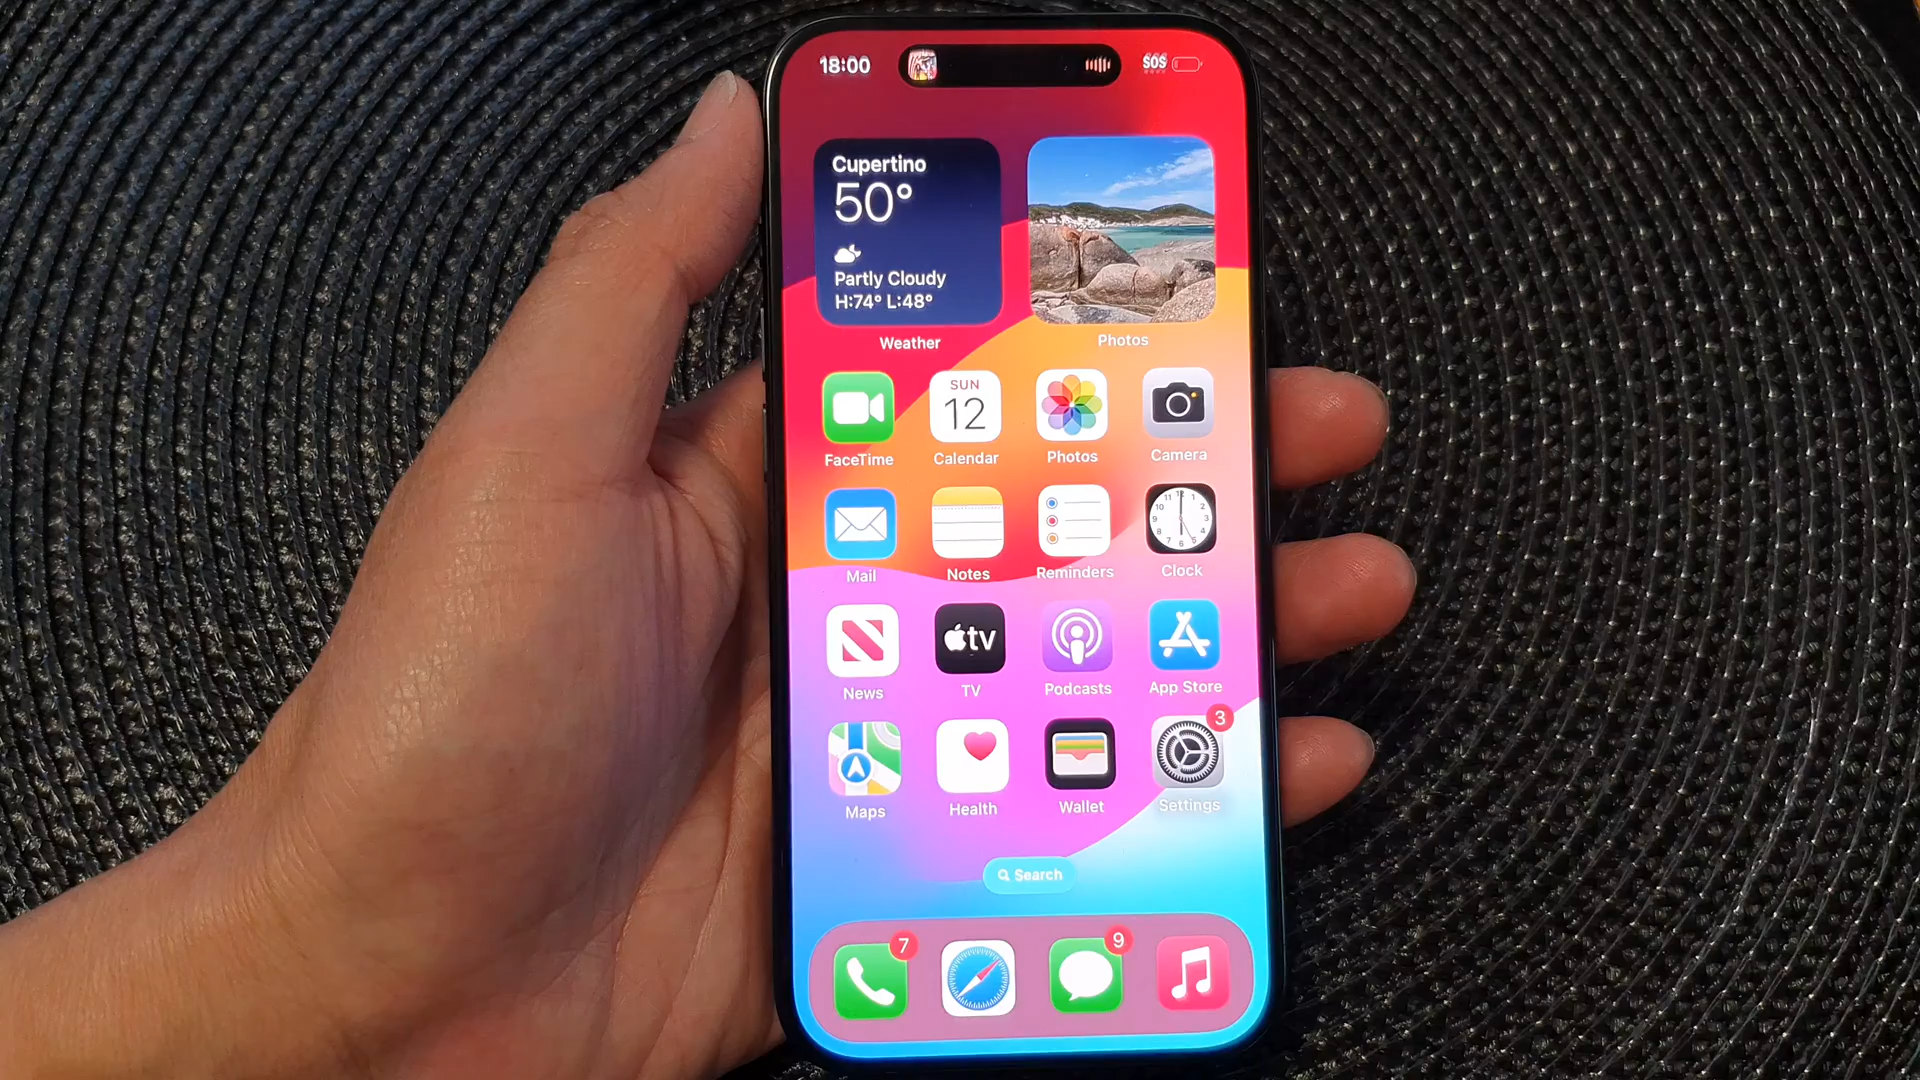 18:00 SOS
Cupertino
50°
Partly Cloudy
H:74° L:48°
Weather Photos
SUN
12
FaceTime Calendar Photos Camera
Mail Notes Reminders Clock
tv
News TV Podcasts App Store
3
Maps Health Wallet Settings
Search
7 9